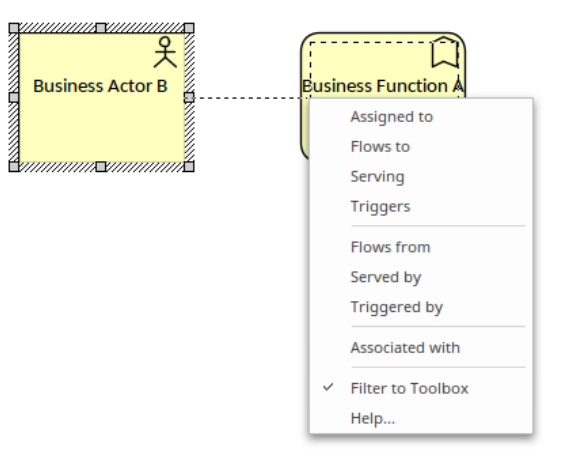 Business Actor B
Business Function A
Assigned to
Flows to
Serving
Triggers
Flows from
Served by
Triggered by
Associated with
Filter to Toolbox
Help...